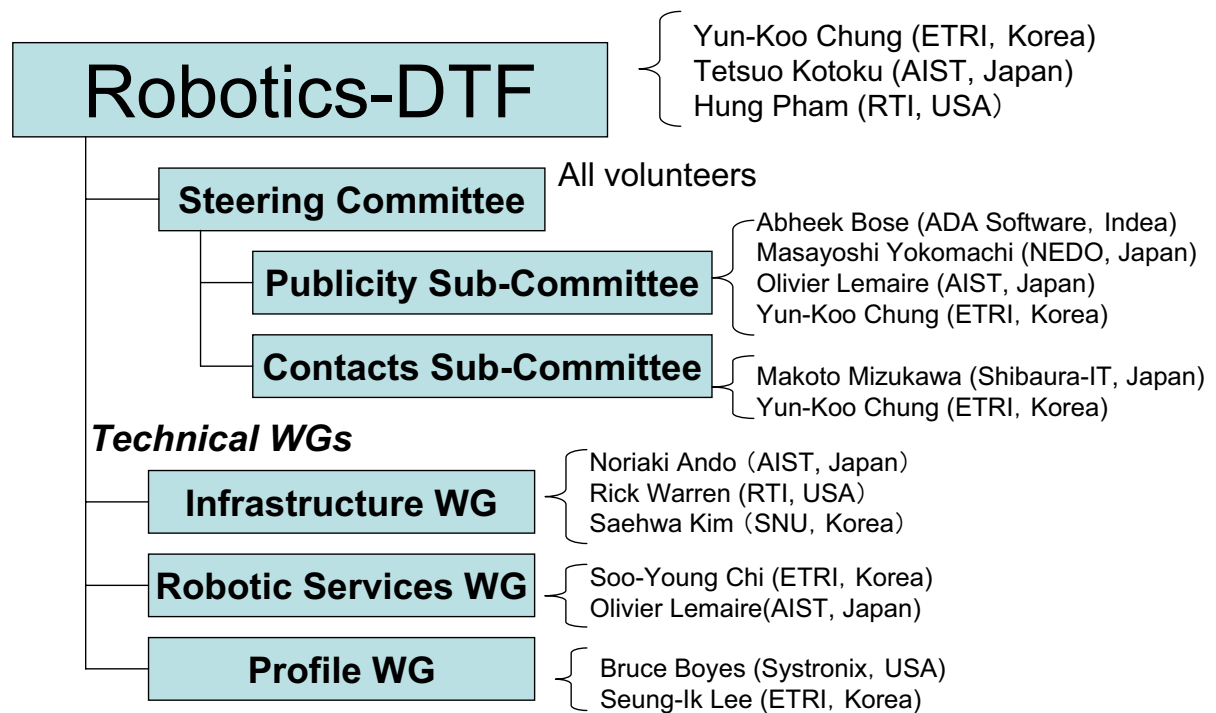 Robotics-DTF
Yun-Koo Chung (ETRI, Korea)
Tetsuo Kotoku (AIST, Japan)
Hung Pham (RTI, USA）
Steering Committee
All volunteers
Publicity Sub-Committee
Abheek Bose (ADA Software, Indea)
Masayoshi Yokomachi (NEDO, Japan)
Olivier Lemaire (AIST, Japan)
Yun-Koo Chung (ETRI, Korea)
Contacts Sub-Committee
Makoto Mizukawa (Shibaura-IT, Japan)
Yun-Koo Chung (ETRI, Korea)
Technical WGs
Infrastructure WG
Noriaki Ando（AIST, Japan）
Rick Warren (RTI, USA）
Saehwa Kim（SNU, Korea）
Robotic Services WG
Soo-Young Chi (ETRI, Korea)
Olivier Lemaire(AIST, Japan)
Profile WG
Bruce Boyes (Systronix, USA)
Seung-Ik Lee (ETRI, Korea)